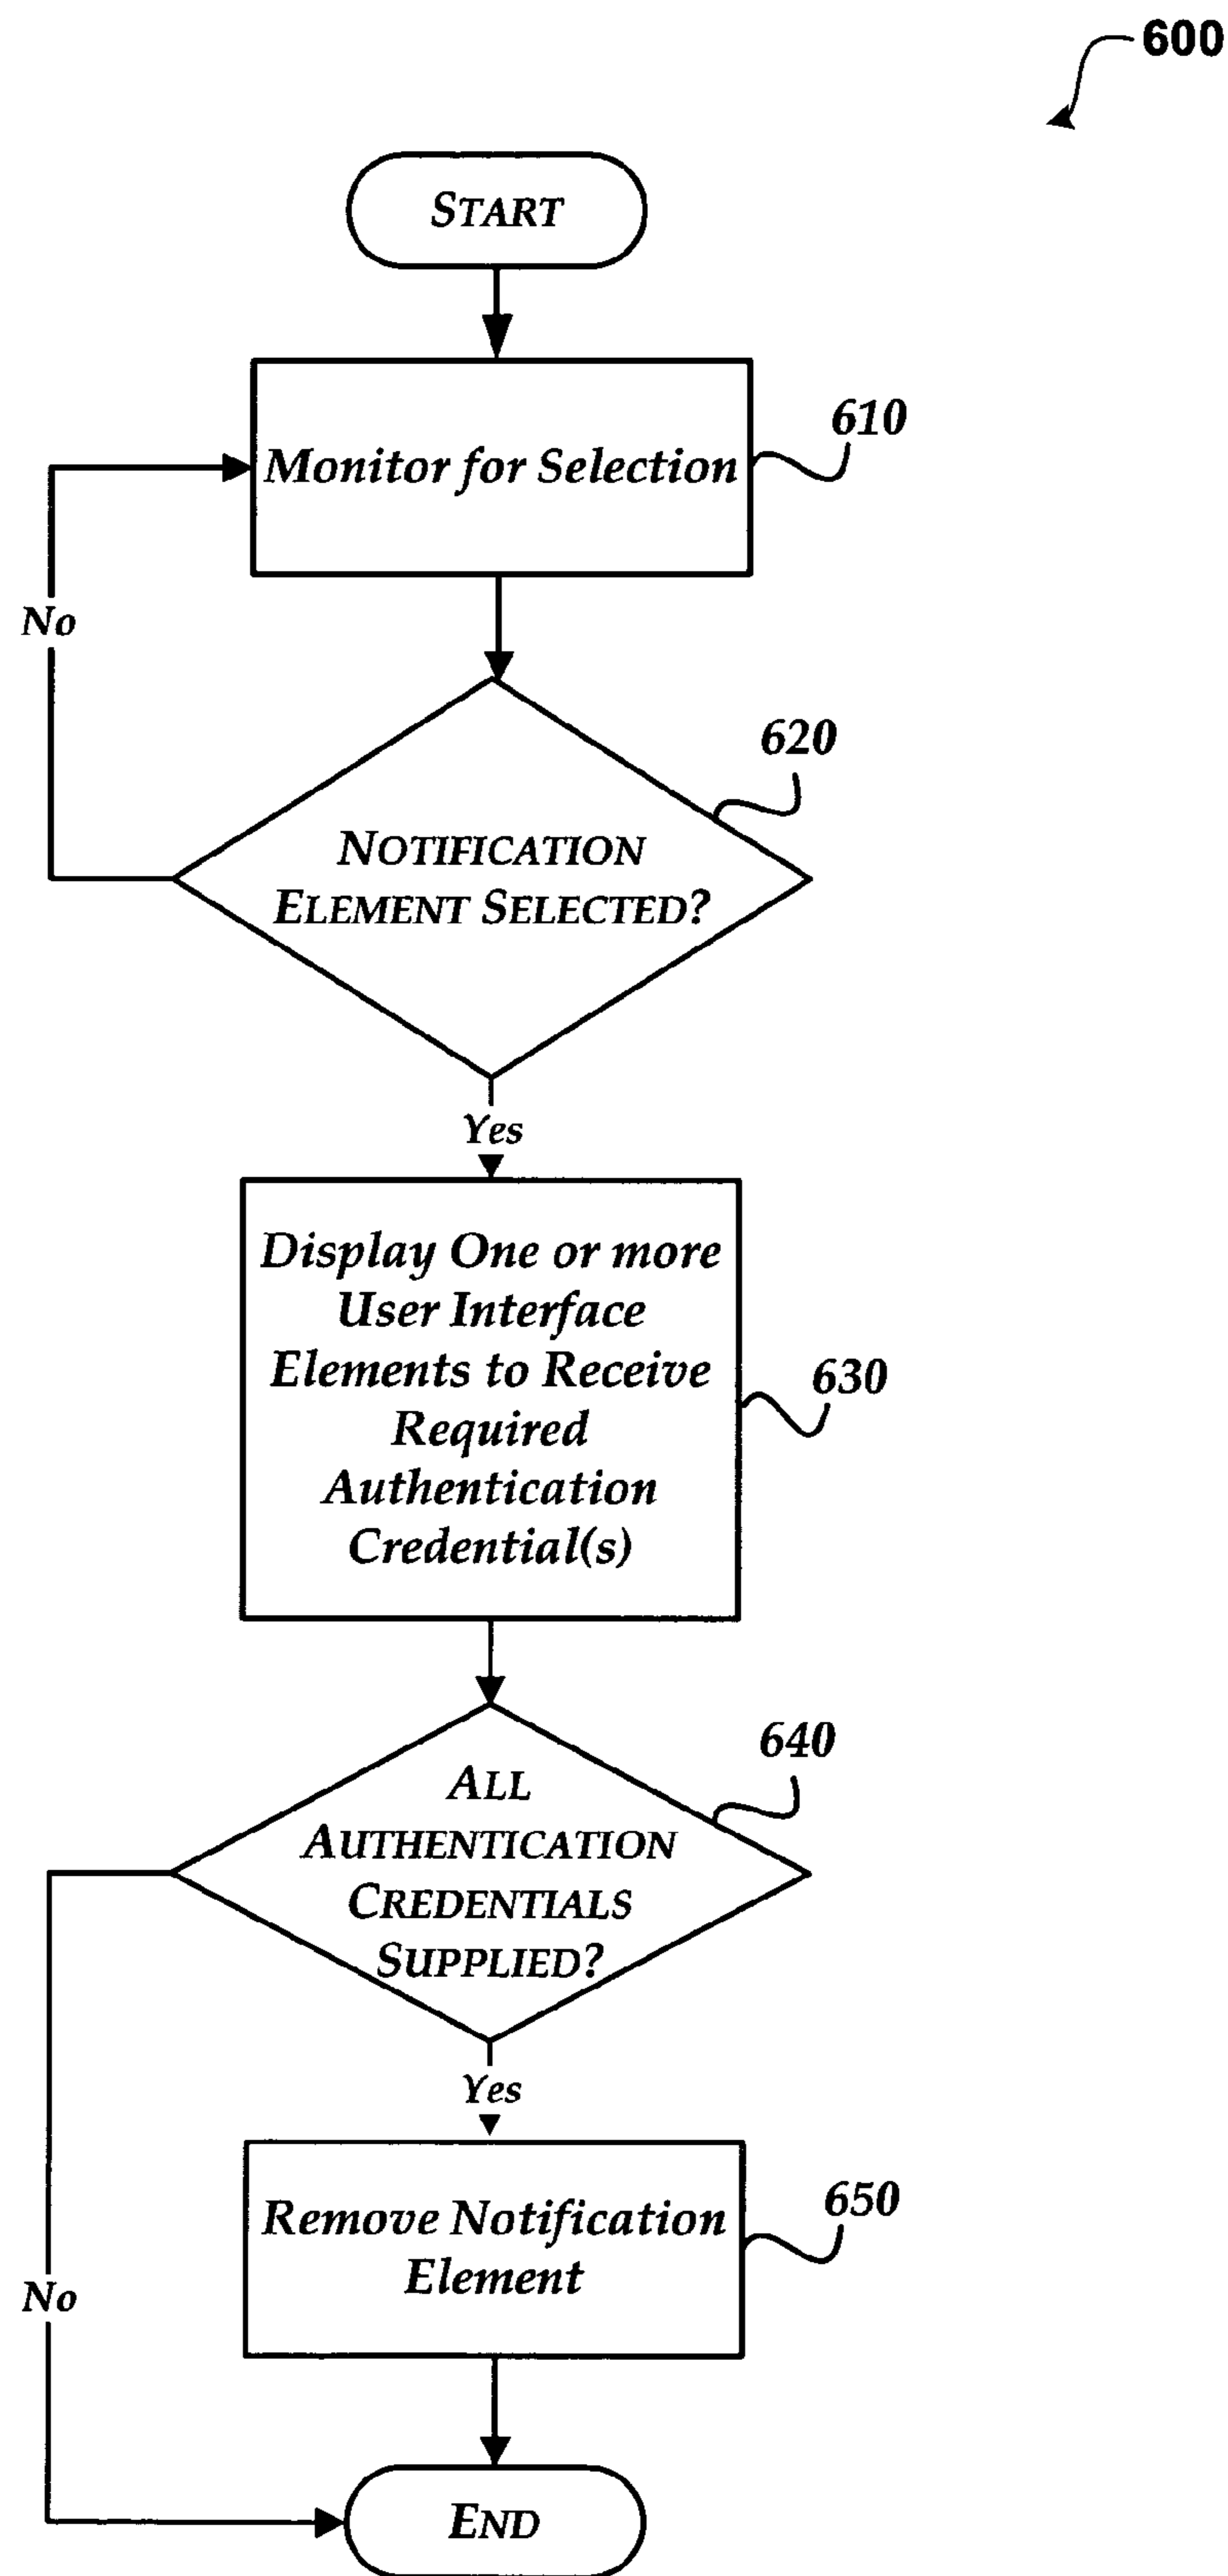 600
START
Monitor for Selection
610
No
620
NOTIFICATION
ELEMENT SELECTED?
Yes
Display One or more
User Interface
Elements to Receive
Required
Authentication
Credential(s)
630
640
ALL
AUTHENTICATION
CREDENTIALS
SUPPLIED?
Yes
Remove Notification
Element
650
No
END